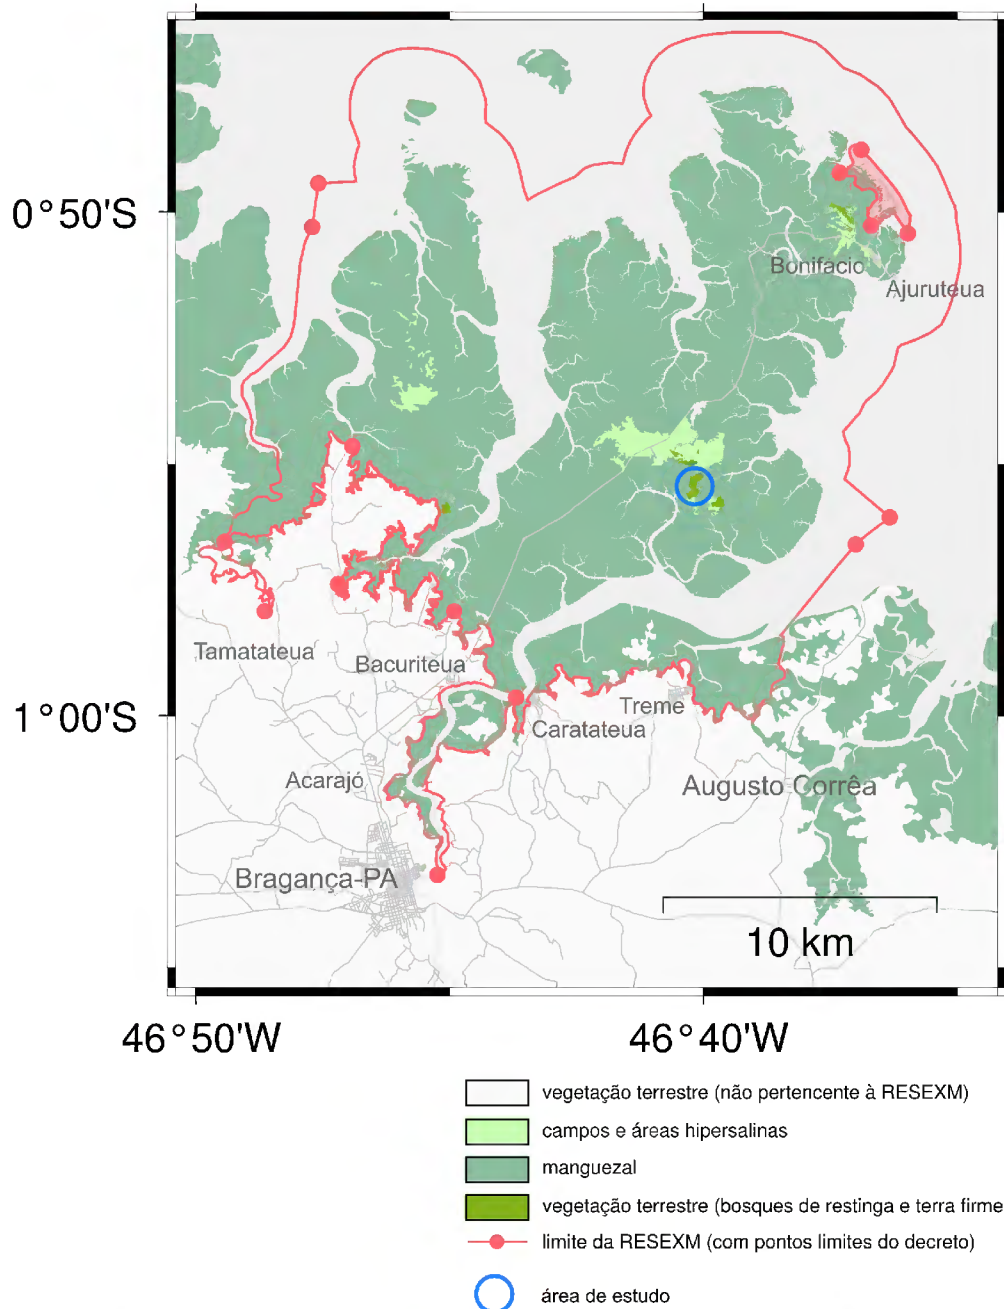 0°50'S
Bonifácio
Ajuruteua
Tamatateua
Bacuriteua
Treme
1°00'S
Caratateua
Acarajó
Augusto Corrêa
Bragança-PA
10 km
46°50'W
46°40'W
vegetação terrestre (não pertencente à RESEXM)
campos e áreas hipersalinas
manguezal
vegetação terrestre (bosques de restinga e terra firme
limite da RESEXM (com pontos limites do decreto)
área de estudo